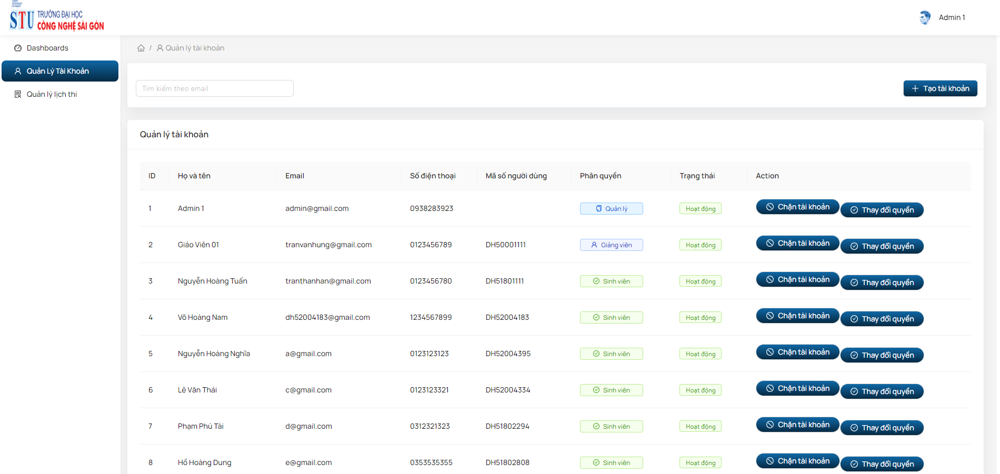 STU TRƯỜNG ĐẠI HỌC
CÔNG NGHỆ SÀI GÒN
Admin 1
Dashboards
Quản Lý Tài Khoản
Quản lý lịch thi
/ Quản lý tài khoản
Tìm kiếm theo email
Tạo tài khoản
Quản lý tài khoản
ID Họ và tên Email Số điện thoại Mã số người dùng Phân quyền Trạng thái Action
1 Admin 1 admin@gmail.com 0938283923 Quản lý Hoạt động Chặn tài khoản Thay đổi quyền
2 Giáo Viên 01 tranvanhung@gmail.com 0123456789 DH50001111 Giảng viên Hoạt động Chặn tài khoản Thay đổi quyền
3 Nguyễn Hoàng Tuấn tranthanhan@gmail.com 0123456780 DH51801111 Sinh viên Hoạt động Chặn tài khoản Thay đổi quyền
4 Võ Hoàng Nam dh52004183@gmail.com 1234567899 DH52004183 Sinh viên Hoạt động Chặn tài khoản Thay đổi quyền
5 Nguyễn Hoàng Nghĩa a@gmail.com 0123123123 DH52004395 Sinh viên Hoạt động Chặn tài khoản Thay đổi quyền
6 Lê Văn Thái c@gmail.com 0123123321 DH52004334 Sinh viên Hoạt động Chặn tài khoản Thay đổi quyền
7 Phạm Phú Tài d@gmail.com 0312321323 DH51802294 Sinh viên Hoạt động Chặn tài khoản Thay đổi quyền
8 Hồ Hoàng Dung e@gmail.com 0353535355 DH51802808 Sinh viên Hoạt động Chặn tài khoản Thay đổi quyền